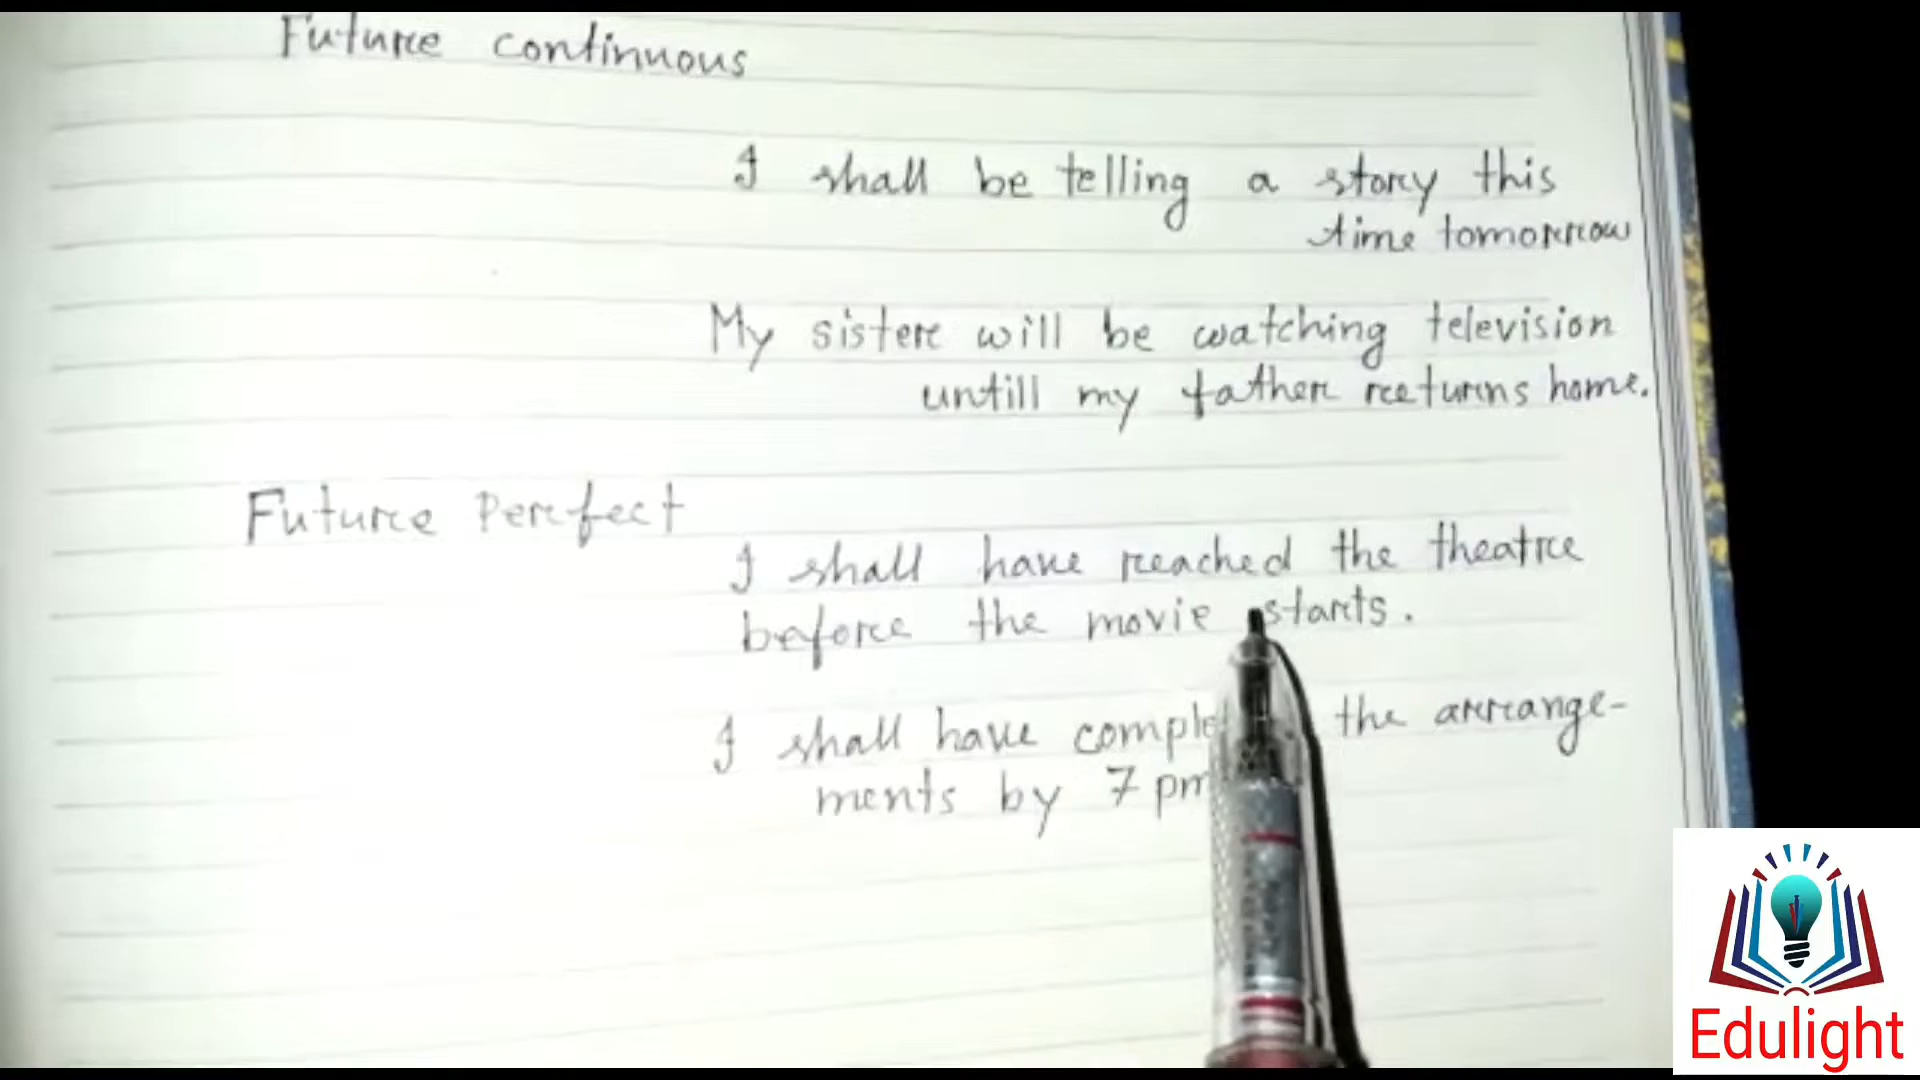 Future continuous
I shall be telling a story this
time tomorrow
My sister will be watching television
untill my father returns home.
Future Perfect
I shall have reached the theatre
before the movie starts.
I shall have the arrange-
ments by 7 pm
Edulight